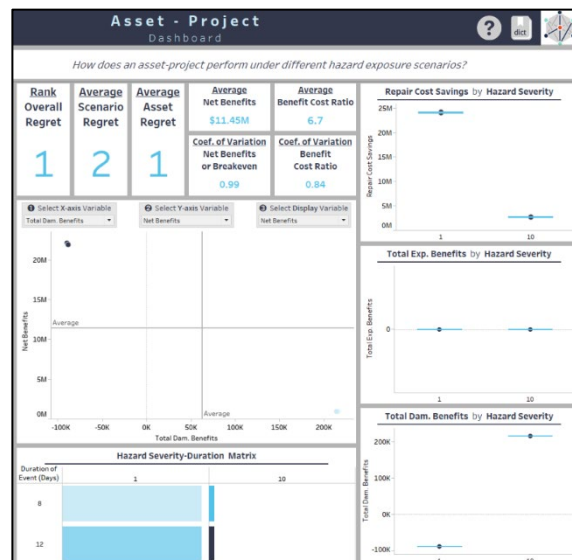 Asset - Project
Dashboard
?
dict
How does an asset-project perform under different hazard exposure scenarios?
Rank
Overall
Regret
1
Average
Scenario
Regret
2
Average
Asset
Regret
1
Average
Net Benefits
$11.45M
Average
Benefit Cost Ratio
6.7
Coef. of Variation
Net Benefits
or Breakeven
0.99
Coef. of Variation
Benefit
Cost Ratio
0.84
1 Select X-axis Variable
Total Dam. Benefits
2 Select Y-axis Variable
Net Benefits
3 Select Display Variable
Net Benefits
Net Benefits
20M
15M
Average
10M
5M
0M
-100K
-50K
0K
50K
Average
100K
150K
200K
Total Dam. Benefits
Hazard Severity-Duration Matrix
Duration of
Event (Days)
1
10
8
12
Repair Cost Savings by Hazard Severity
Repair Cost Savings
25M
20M
15M
10M
5M
0M
1
10
Total Exp. Benefits by Hazard Severity
Total Exp. Benefits
0
1
10
Total Dam. Benefits by Hazard Severity
Total Dam. Benefits
200K
100K
0K
-100K
1
10